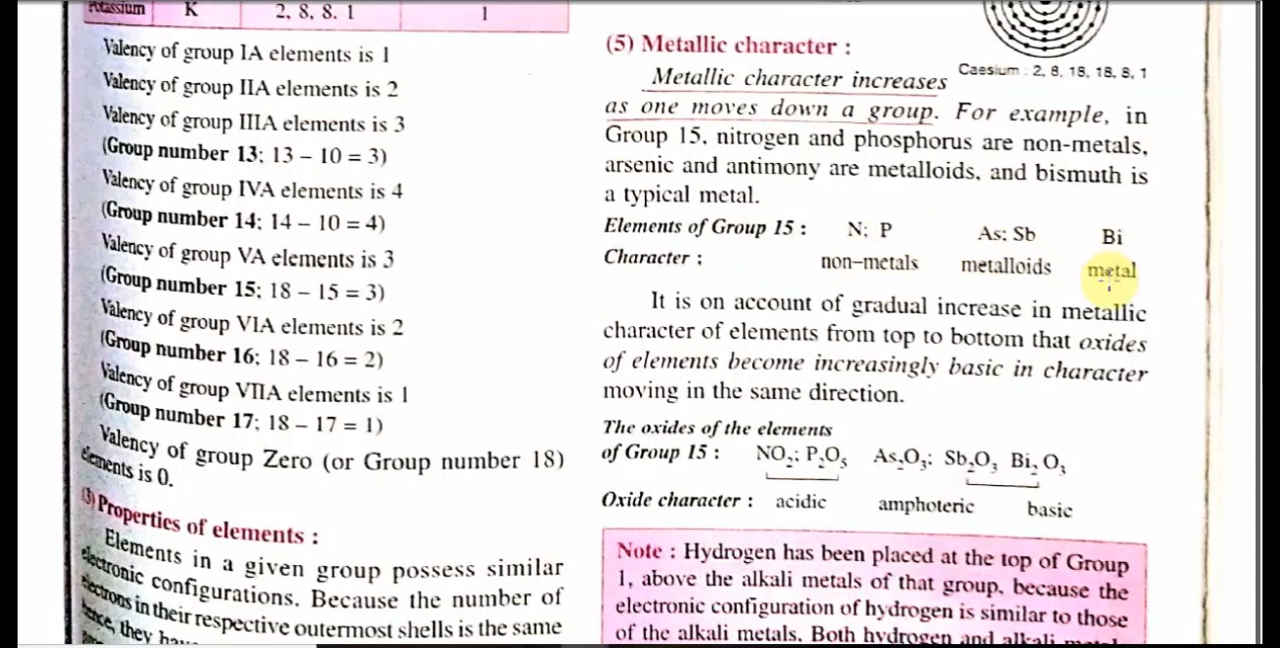 Potassium K 2, 8, 8. 1 1
Valency of group IA elements is 1
Valency of group IIA elements is 2
Valency of group IIIA elements is 3
(Group number 13; 13 – 10 = 3)
Valency of group IVA elements is 4
(Group number 14; 14 – 10 = 4)
Valency of group VA elements is 3
(Group number 15; 18 – 15 = 3)
Valency of group VIA elements is 2
(Group number 16; 18 – 16 = 2)
Valency of group VIIA elements is 1
(Group number 17; 18 – 17 = 1)
Valency of group Zero (or Group number 18)
elements is 0.
(3) Properties of elements :
Elements in a given group possess similar
electronic configurations. Because the number of
electrons in their respective outermost shells is the same
hence, they
Caesium : 2, 8, 18, 18, 8, 1
(5) Metallic character :
Metallic character increases
as one moves down a group. For example, in
Group 15, nitrogen and phosphorus are non-metals,
arsenic and antimony are metalloids, and bismuth is
a typical metal.
Elements of Group 15 : N; P As; Sb Bi
Character : non–metals metalloids metal
It is on account of gradual increase in metallic
character of elements from top to bottom that oxides
of elements become increasingly basic in character
moving in the same direction.
The oxides of the elements
of Group 15 : NO₂; P₂O₅ As₂O₃; Sb₂O₃ Bi₂ O₃
Oxide character : acidic amphoteric basic
Note : Hydrogen has been placed at the top of Group
1, above the alkali metals of that group, because the
electronic configuration of hydrogen is similar to those
of the alkali metals. Both hydrogen and alkali